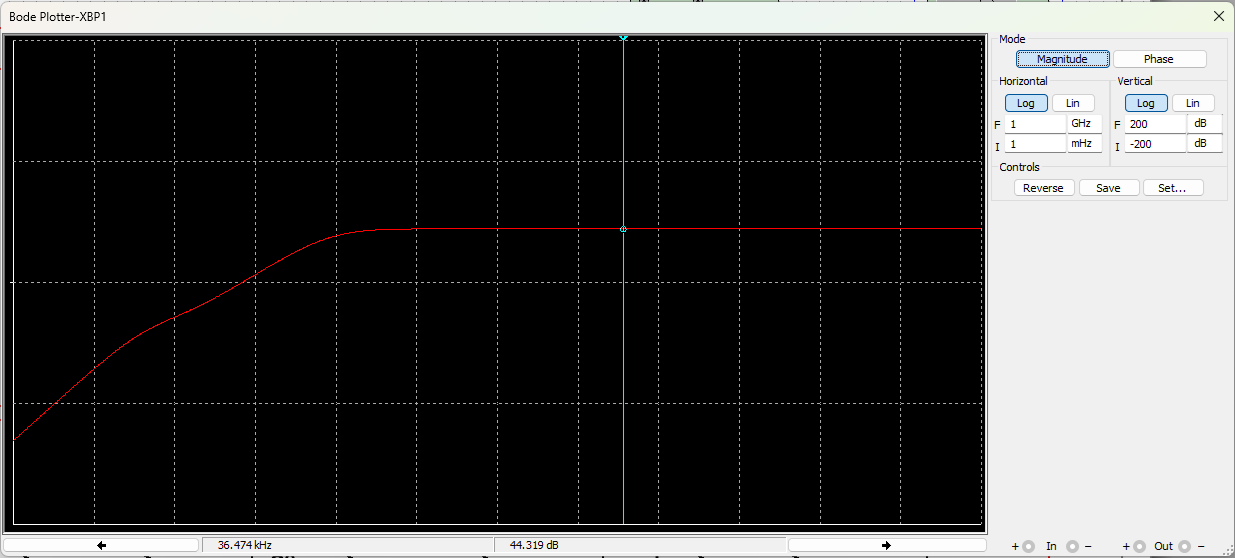 Bode Plotter-XBP1
Mode
Magnitude Phase
Horizontal Vertical
Log Lin Log Lin
F 1 GHz F 200 dB
I 1 mHz I -200 dB
Controls
Reverse Save Set...
36.474 kHz 44.319 dB
+ In − + Out −